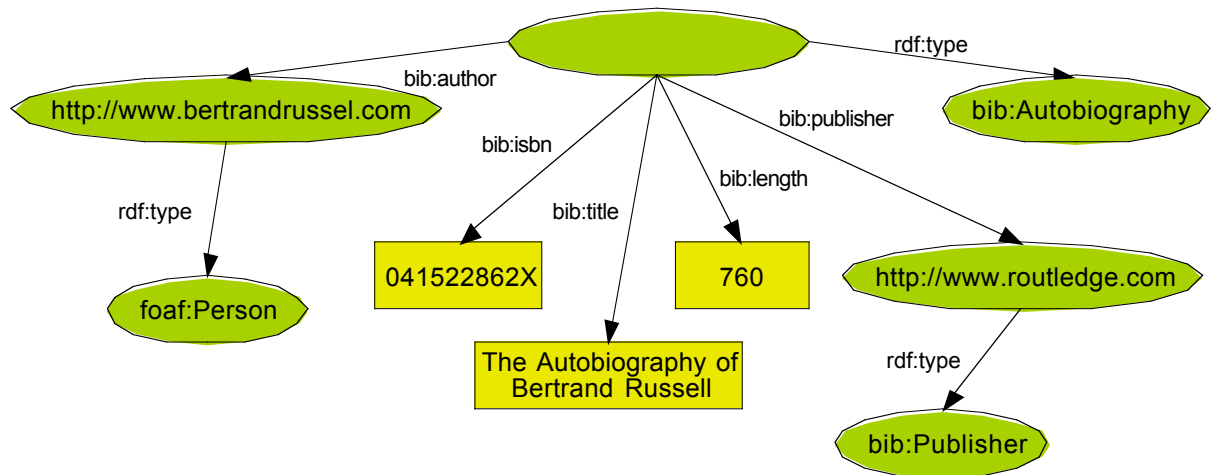 rdf:type
bib:author
http://www.bertrandrussel.com
bib:Autobiography
bib:publisher
bib:isbn
bib:length
rdf:type
bib:title
041522862X
760
http://www.routledge.com
foaf:Person
The Autobiography of
Bertrand Russell
rdf:type
bib:Publisher